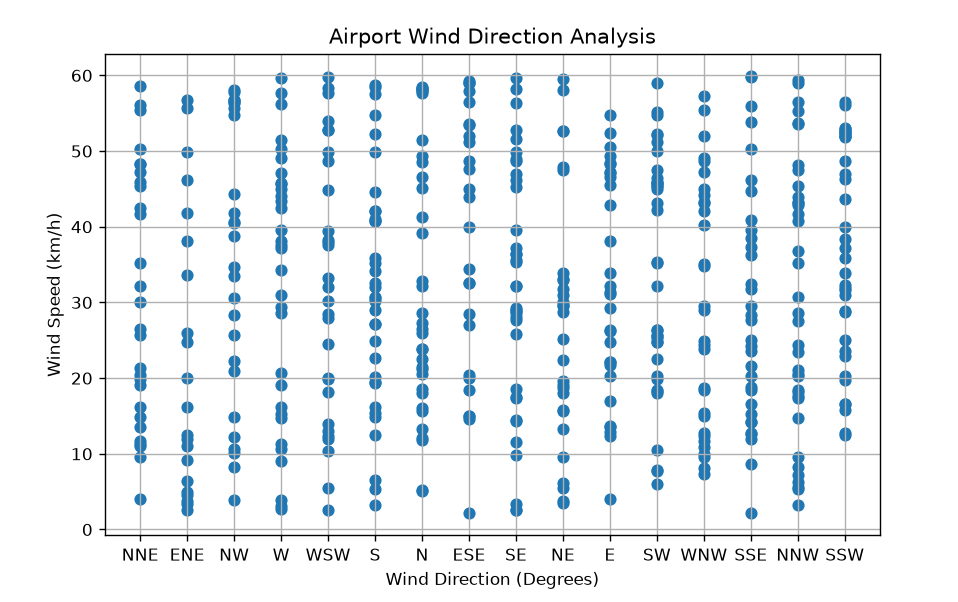 Airport Wind Direction Analysis
Wind Speed (km/h)
60
50
40
30
20
10
0
NNE ENE NW W WSW S N ESE SE NE E SW WNW SSE NNW SSW
Wind Direction (Degrees)